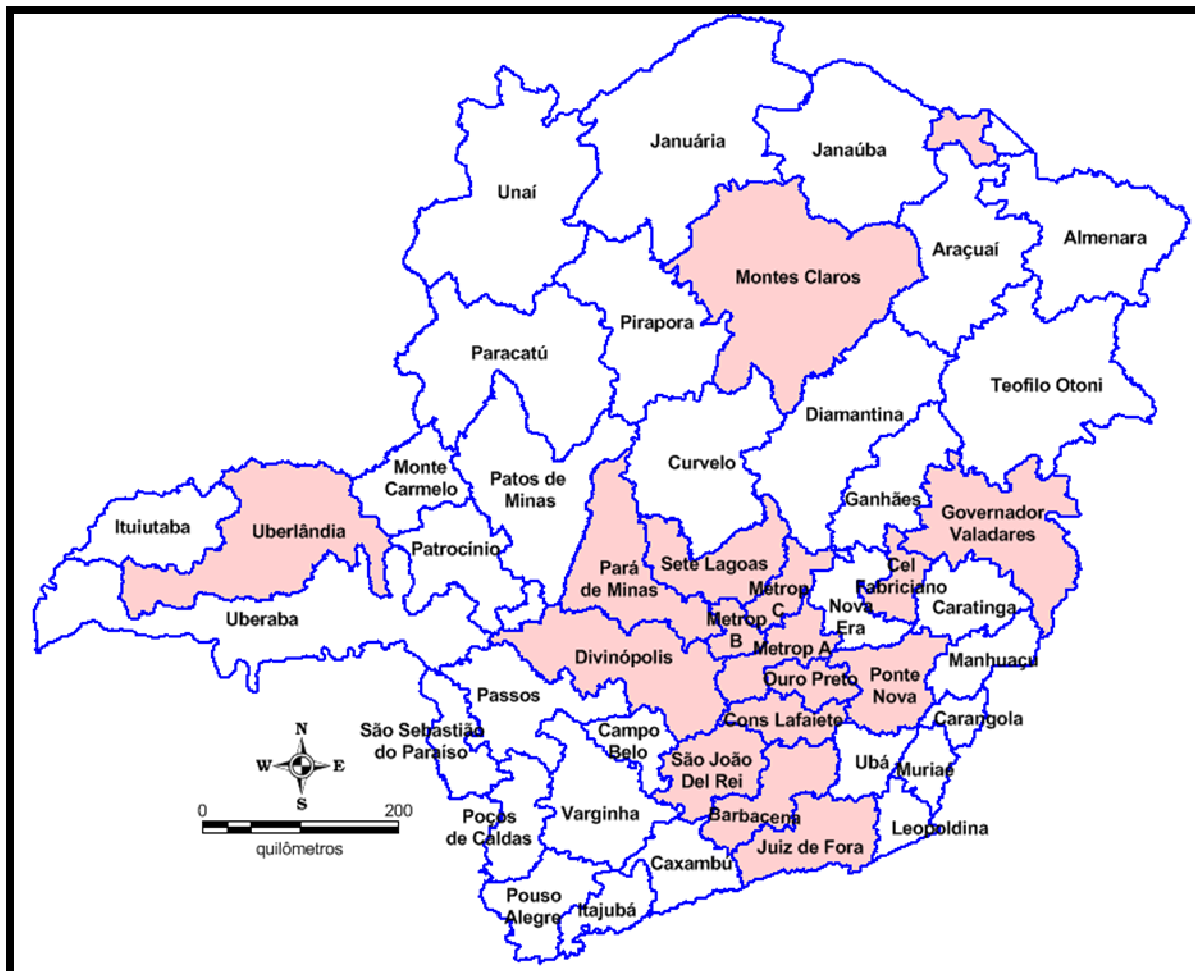 Januária
Janaúba
Unaí
Almenara
Araçuaí
Montes Claros
Pirapora
Paracatú
Teofilo Otoni
Diamantina
Curvelo
Monte
Carmelo
Patos de
Minas
Ganhães
Governador
Valadares
Ituiutaba
Uberlândia
Patrocínio
Sete Lagoas
Pará
de Minas
Cel
Fabriciano
Metrop
C
Nova
Era
Caratinga
Uberaba
Metrop
B
Metrop A
Divinópolis
Manhuaçu
Ouro Preto
Ponte
Nova
Passos
Cons Lafaiete
Carangola
São Sebastião
do Paraíso
Campo
Belo
São João
Del Rei
Ubá
Muriaé
N
W
E
S
0
200
quilômetros
Poços
de Caldas
Varginha
Barbacena
Leopoldina
Juiz de Fora
Caxambú
Pouso
Alegre
Itajubá